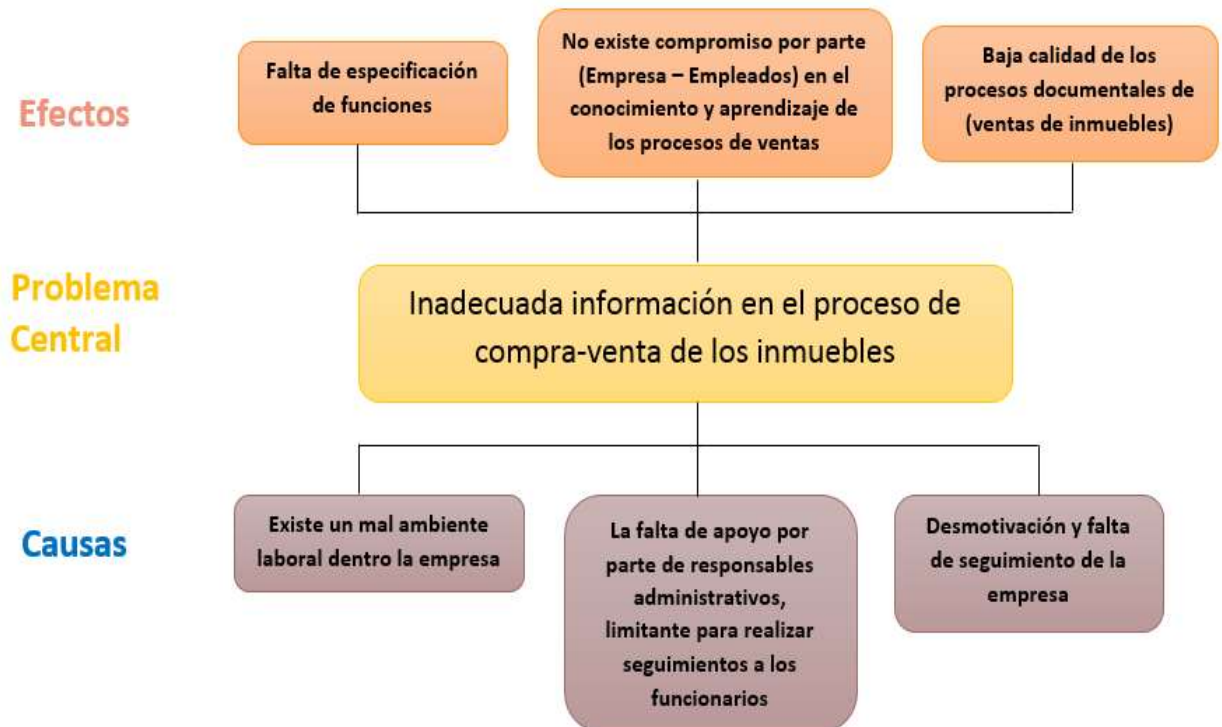 Efectos
Falta de especificación
de funciones
No existe compromiso por parte
(Empresa – Empleados) en el
conocimiento y aprendizaje de
los procesos de ventas
Baja calidad de los
procesos documentales de
(ventas de inmuebles)
Problema
Central
Inadecuada información en el proceso de
compra-venta de los inmuebles
Causas
Existe un mal ambiente
laboral dentro la empresa
La falta de apoyo por
parte de responsables
administrativos,
limitante para realizar
seguimientos a los
funcionarios
Desmotivación y falta
de seguimiento de la
empresa